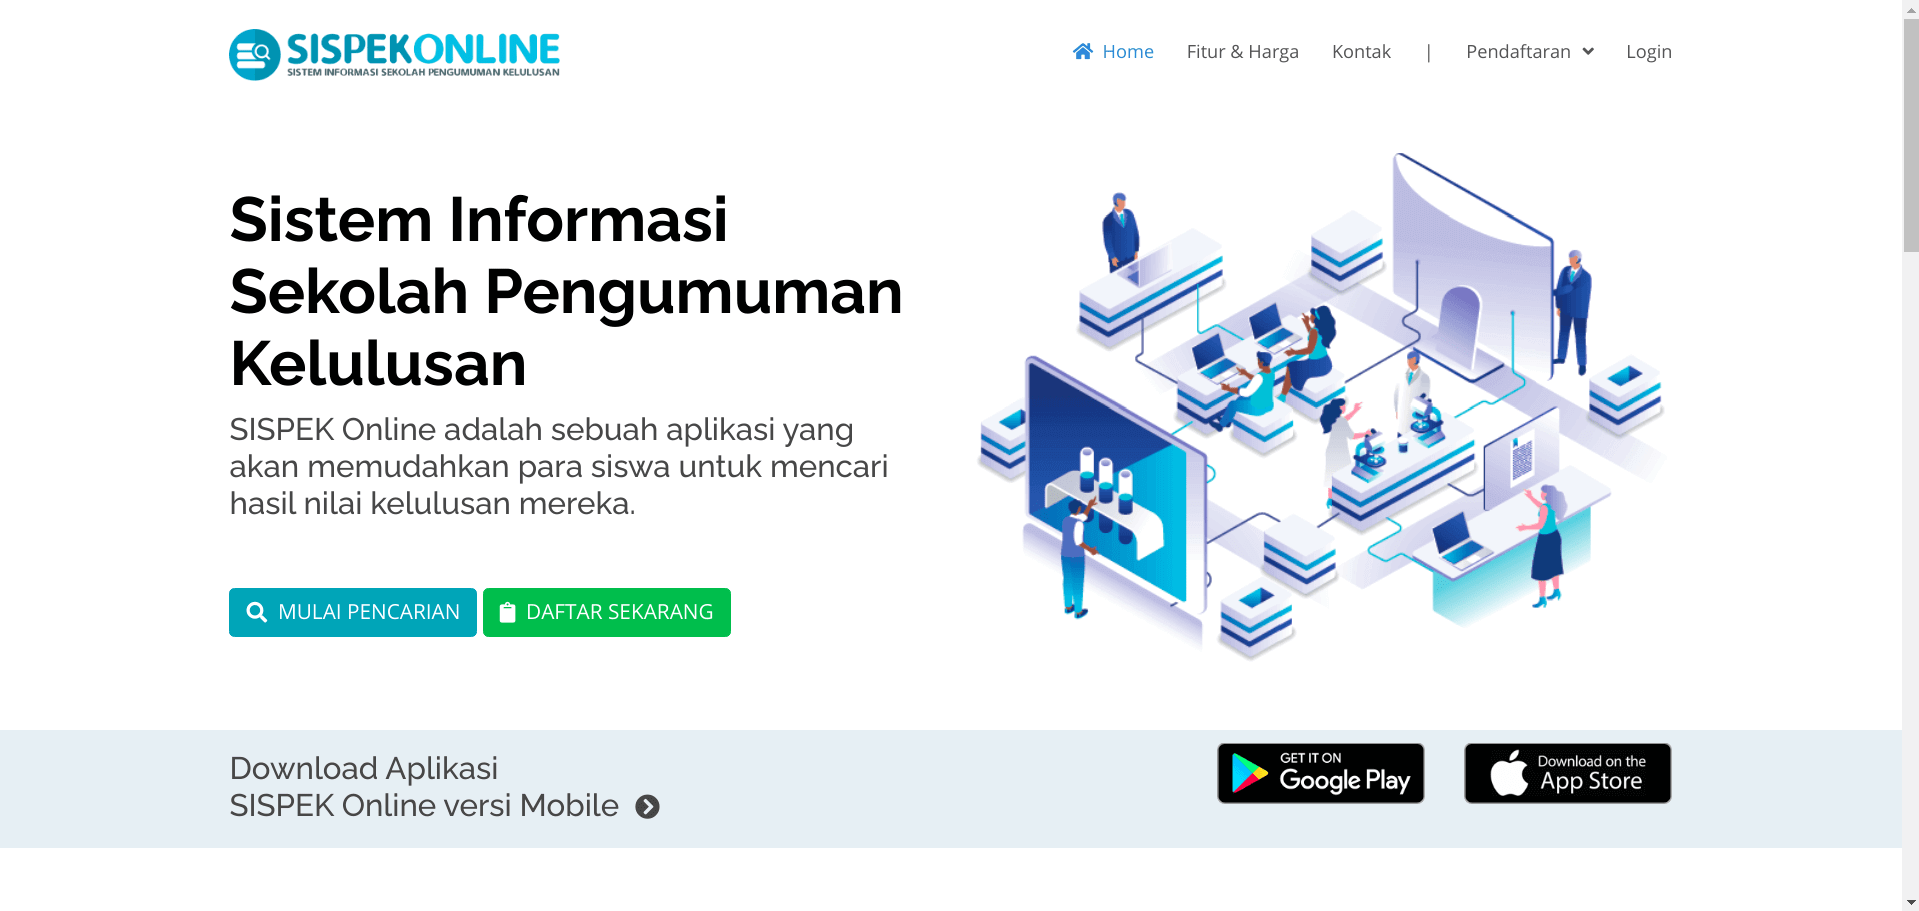 SISPEKONLINE
SISTEM INFORMASI SEKOLAH PENGUMUMAN KELULUSAN
Home Fitur & Harga Kontak | Pendaftaran Login
Sistem Informasi
Sekolah Pengumuman
Kelulusan
SISPEK Online adalah sebuah aplikasi yang
akan memudahkan para siswa untuk mencari
hasil nilai kelulusan mereka.
MULAI PENCARIAN DAFTAR SEKARANG
Download Aplikasi
SISPEK Online versi Mobile
GET IT ON
Google Play
Download on the
App Store